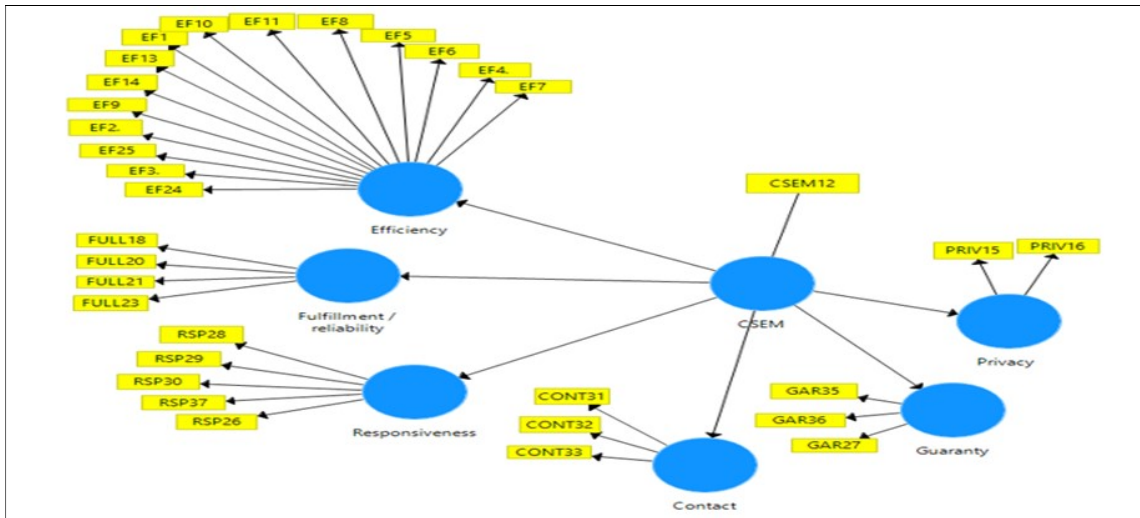 EF10
EF11
EF8
EF1
EF5
EF6
EF13
EF4.
EF14
EF7
EF9
EF2.
EF25
EF3.
EF24
Efficiency
CSEM12
FULL18
FULL20
FULL21
FULL23
Fulfillment /
reliability
CSEM
PRIV15
PRIV16
Privacy
RSP28
RSP29
RSP30
RSP37
RSP26
Responsiveness
CONT31
CONT32
CONT33
Contact
GAR35
GAR36
GAR27
Guaranty